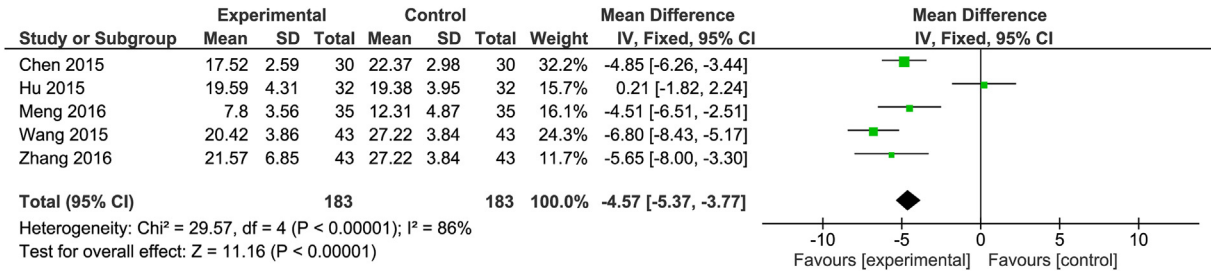 Experimental Control Mean Difference Mean Difference
Study or Subgroup Mean SD Total Mean SD Total Weight IV, Fixed, 95% CI IV, Fixed, 95% CI
Chen 2015 17.52 2.59 30 22.37 2.98 30 32.2% -4.85 [-6.26, -3.44]
Hu 2015 19.59 4.31 32 19.38 3.95 32 15.7% 0.21 [-1.82, 2.24]
Meng 2016 7.8 3.56 35 12.31 4.87 35 16.1% -4.51 [-6.51, -2.51]
Wang 2015 20.42 3.86 43 27.22 3.84 43 24.3% -6.80 [-8.43, -5.17]
Zhang 2016 21.57 6.85 43 27.22 3.84 43 11.7% -5.65 [-8.00, -3.30]
Total (95% CI) 183 183 100.0% -4.57 [-5.37, -3.77]
Heterogeneity: Chi² = 29.57, df = 4 (P < 0.00001); I² = 86%
Test for overall effect: Z = 11.16 (P < 0.00001)
-10 -5 0 5 10
Favours [experimental] Favours [control]